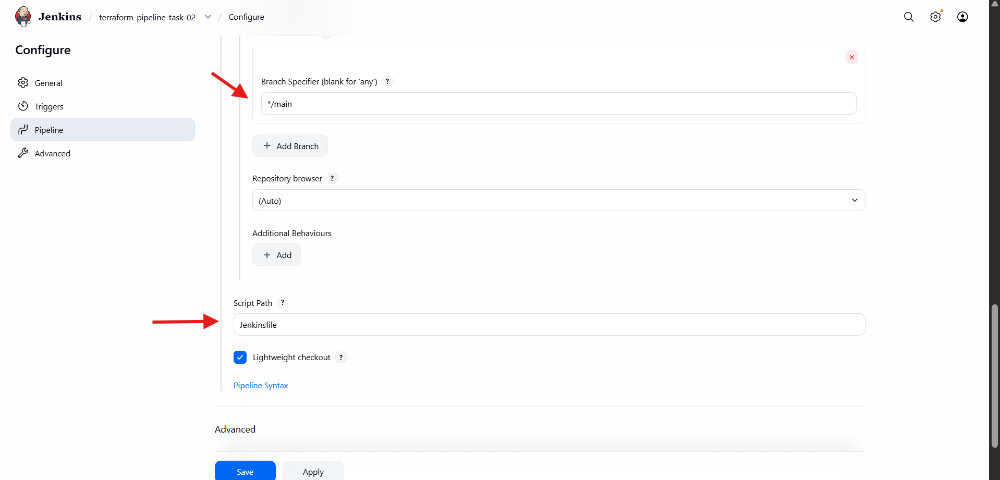 Jenkins / terraform-pipeline-task-02 / Configure
Configure
General
Triggers
Pipeline
Advanced
Branch Specifier (blank for 'any') ?
*/main
+ Add Branch
Repository browser ?
(Auto)
Additional Behaviours
+ Add
Script Path ?
Jenkinsfile
Lightweight checkout ?
Pipeline Syntax
Advanced
Save Apply